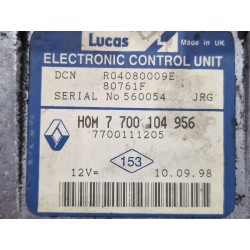 Lucas Made in UK
ELECTRONIC CONTROL UNIT
DCN R04080009E
80761F
SERIAL No 560054 JRG
HOM 7 700 104 956
7700111205
153
12V= 10.09.98